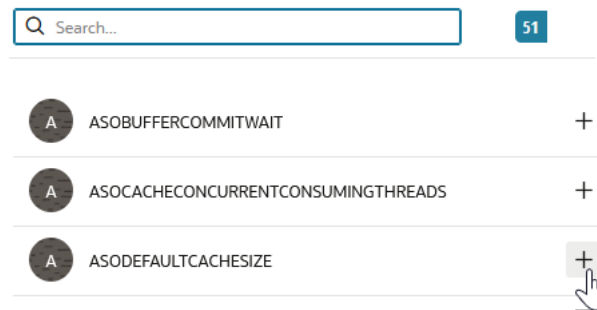 Search...
51
A ASOBUFFERCOMMITWAIT
A ASOCACHECONCURRENTCONSUMINGTHREADS
A ASODEFAULTCACHESIZE